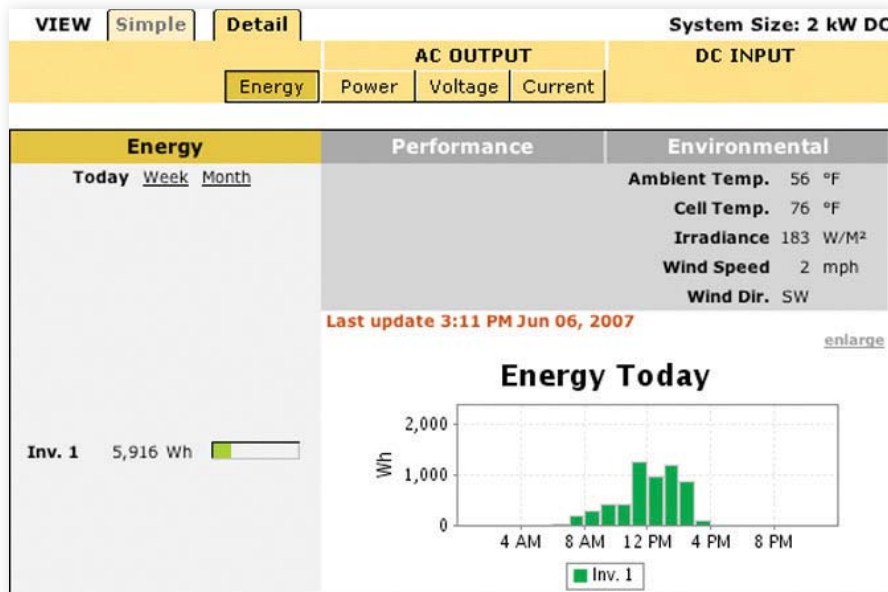 VIEW Simple Detail System Size: 2 kW DC
AC OUTPUT DC INPUT
Energy Power Voltage Current
Energy Performance Environmental
Today Week Month
Ambient Temp. 56 °F
Cell Temp. 76 °F
Irradiance 183 W/M²
Wind Speed 2 mph
Wind Dir. SW
Last update 3:11 PM Jun 06, 2007
enlarge
Inv. 1 5,916 Wh
Energy Today
Wh
2,000
1,000
0
4 AM 8 AM 12 PM 4 PM 8 PM
Inv. 1